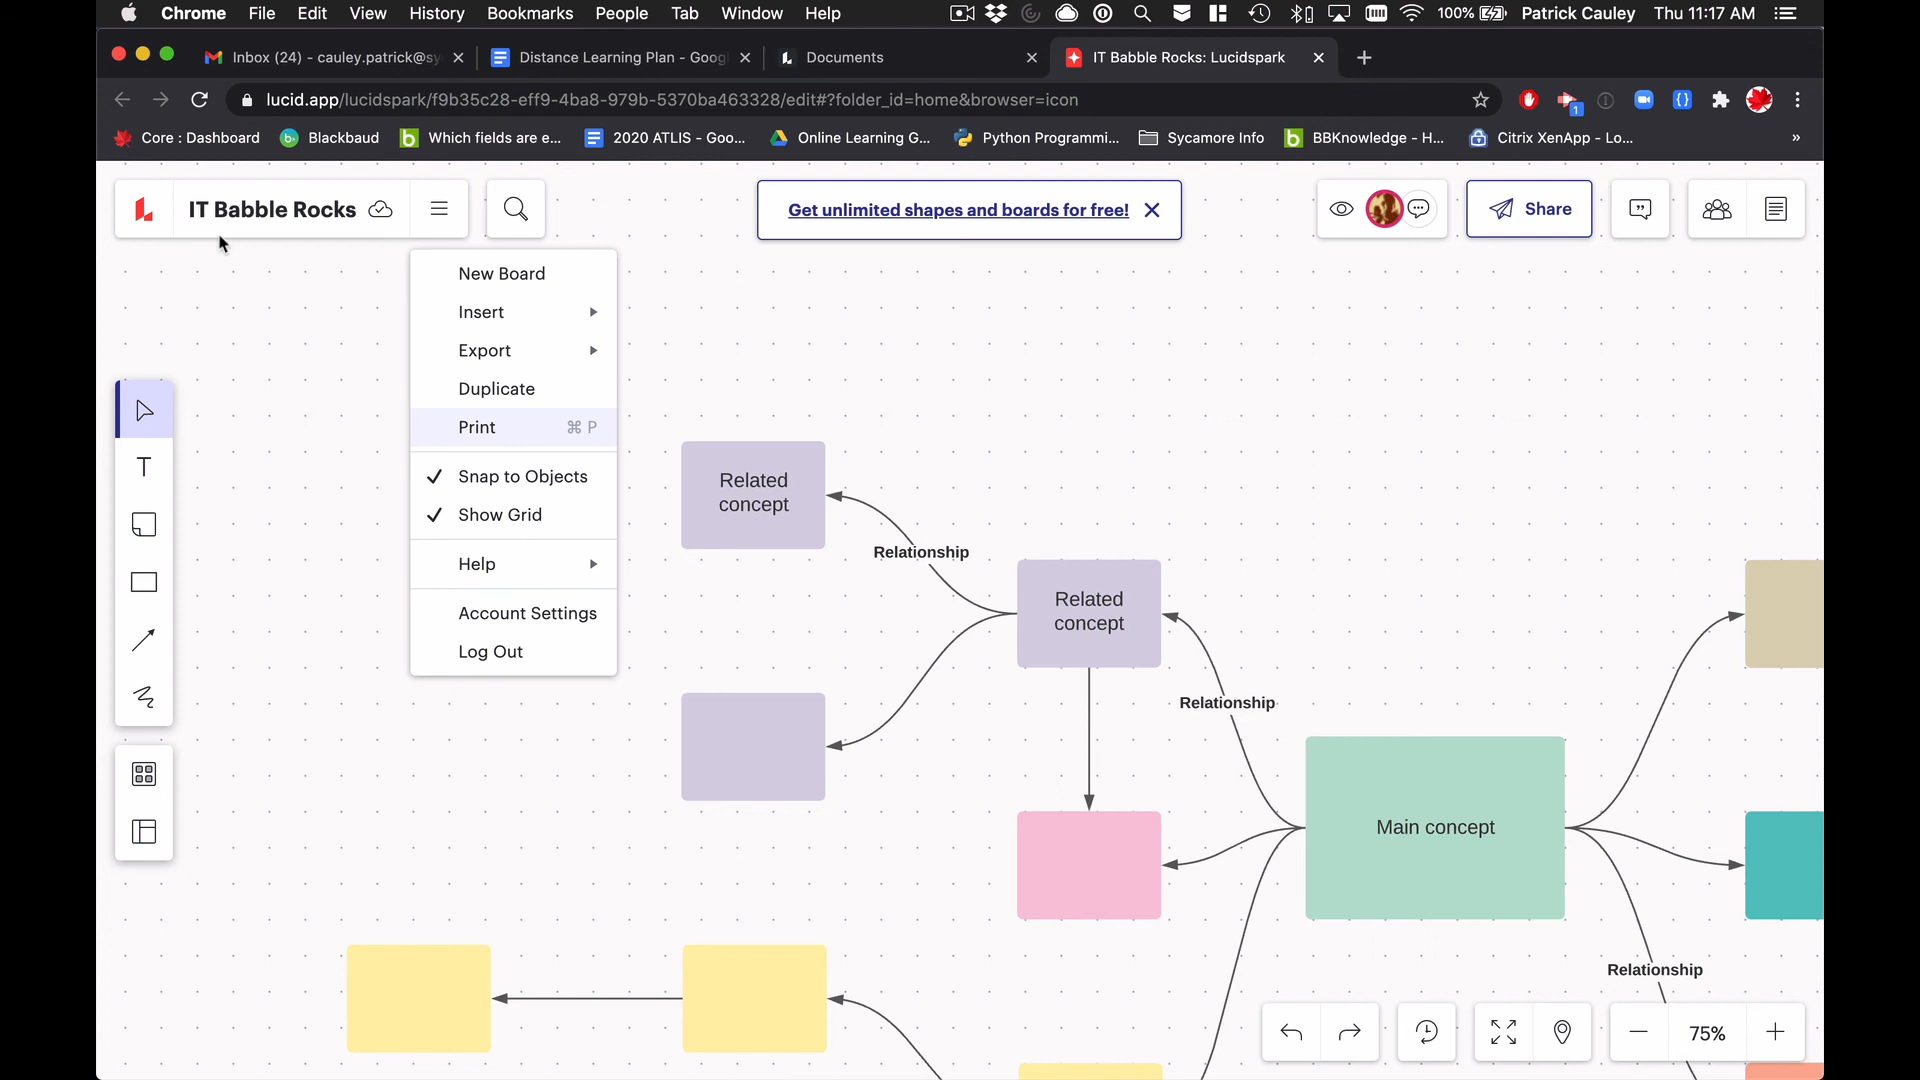 Chrome File Edit View History Bookmarks People Tab Window Help 100% Patrick Cauley Thu 11:17 AM
Inbox (24) - cauley.patrick@sy Distance Learning Plan - Goog Documents IT Babble Rocks: Lucidspark
lucid.app/lucidspark/f9b35c28-eff9-4ba8-979b-5370ba463328/edit#?folder_id=home&browser=icon 1
Core : Dashboard Blackbaud Which fields are e... 2020 ATLIS - Goo... Online Learning G... Python Programmi... Sycamore Info BBKnowledge - H... Citrix XenApp - Lo... »
IT Babble Rocks Get unlimited shapes and boards for free! Share
New Board
Insert
Export
Duplicate
Print ⌘ P
Snap to Objects
Show Grid
Help
Account Settings
Log Out
T
Related
concept
Relationship
Related
concept
Relationship
Main concept
Relationship
75%